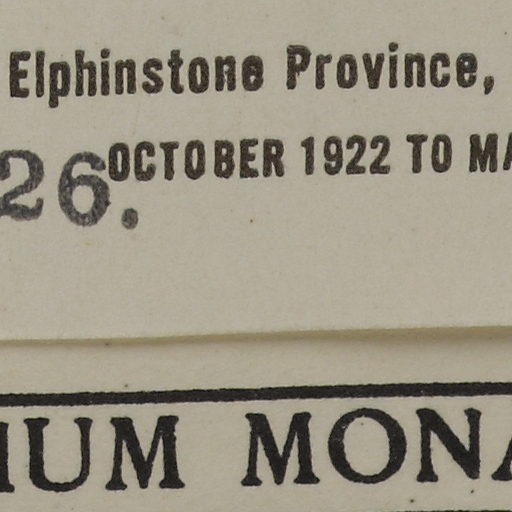 Elphinstone Province,
26. OCTOBER 1922 TO MA
IUM MONA